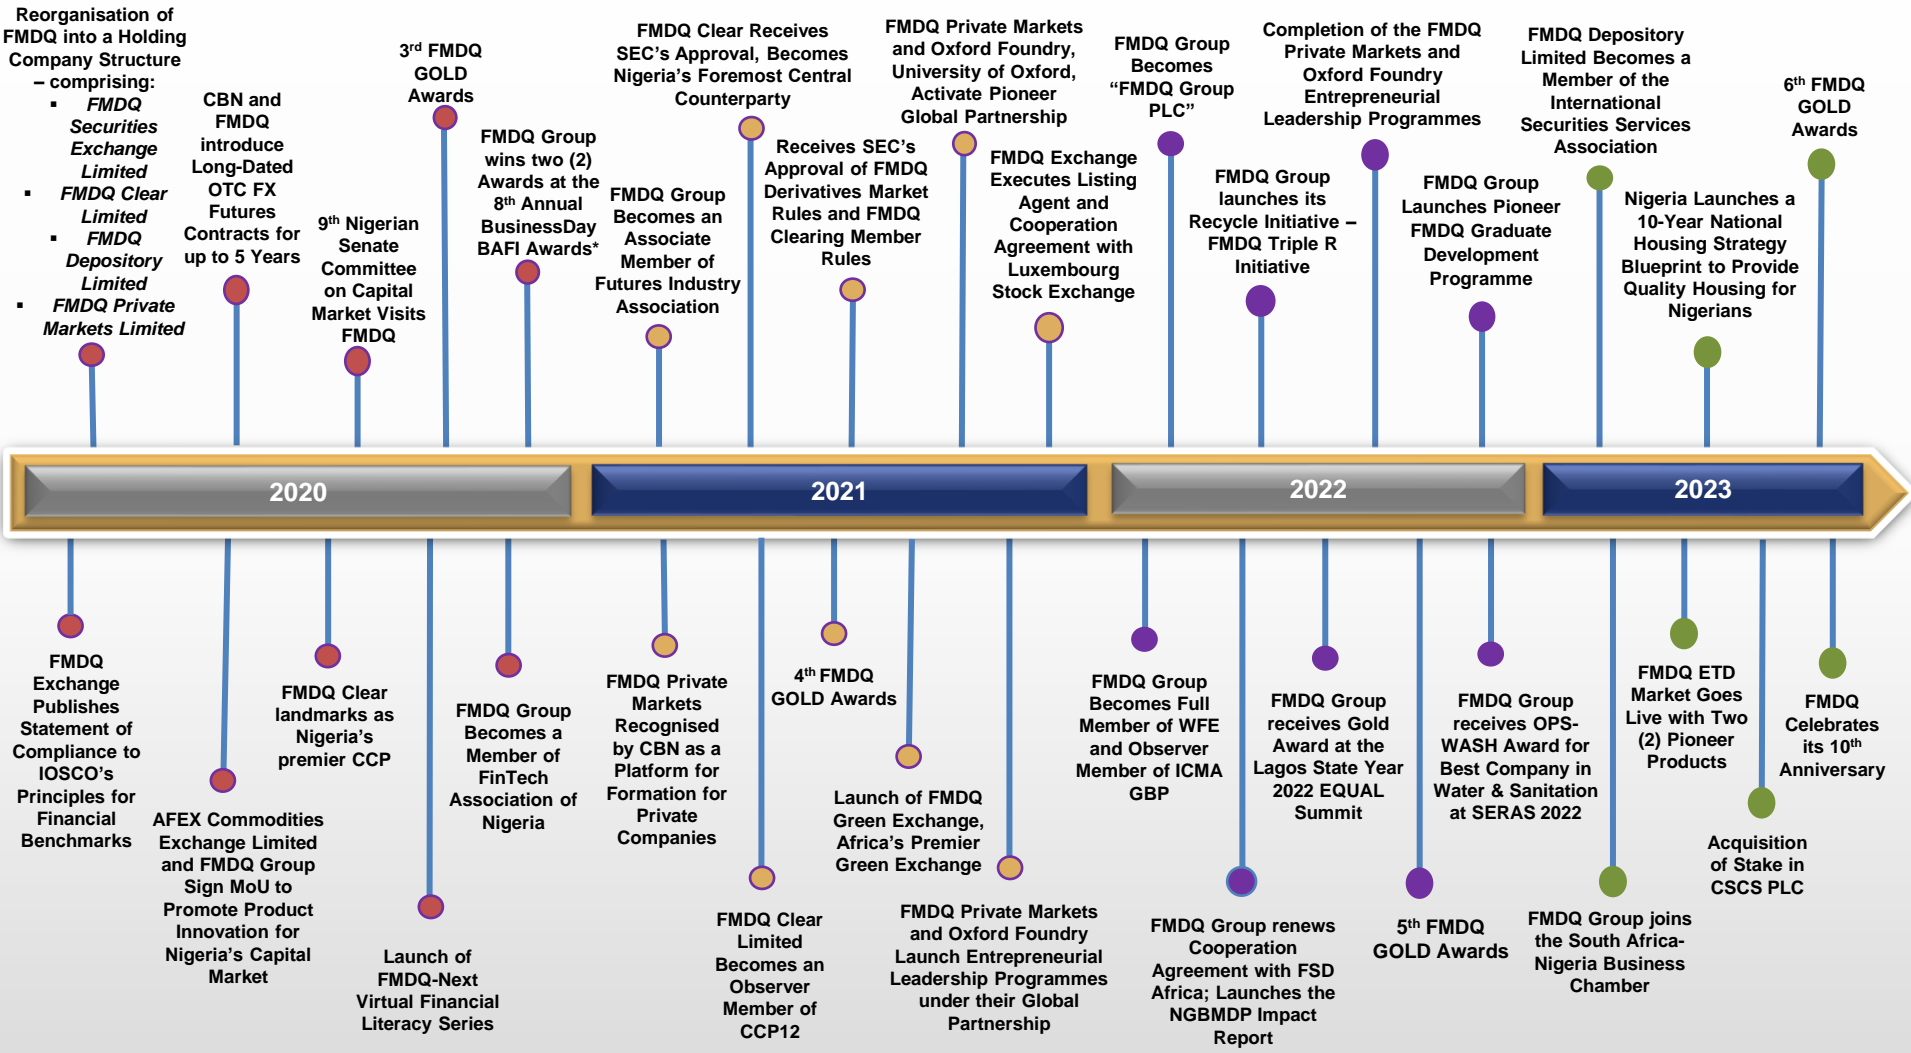 Reorganisation of
FMDQ into a Holding
Company Structure
– comprising:
▪ FMDQ
Securities
Exchange
Limited
▪ FMDQ Clear
Limited
▪ FMDQ
Depository
Limited
▪ FMDQ Private
Markets Limited
CBN and
FMDQ
introduce
Long-Dated
OTC FX
Futures
Contracts for
up to 5 Years
9th Nigerian
Senate
Committee
on Capital
Market Visits
FMDQ
3rd FMDQ
GOLD
Awards
FMDQ Group
wins two (2)
Awards at the
8th Annual
BusinessDay
BAFI Awards*
FMDQ Group
Becomes an
Associate
Member of
Futures Industry
Association
FMDQ Clear Receives
SEC’s Approval, Becomes
Nigeria’s Foremost Central
Counterparty
Receives SEC’s
Approval of FMDQ
Derivatives Market
Rules and FMDQ
Clearing Member
Rules
FMDQ Private Markets
and Oxford Foundry,
University of Oxford,
Activate Pioneer
Global Partnership
FMDQ Exchange
Executes Listing
Agent and
Cooperation
Agreement with
Luxembourg
Stock Exchange
FMDQ Group
Becomes
“FMDQ Group
PLC”
FMDQ Group
launches its
Recycle Initiative –
FMDQ Triple R
Initiative
Completion of the FMDQ
Private Markets and
Oxford Foundry
Entrepreneurial
Leadership Programmes
FMDQ Group
Launches Pioneer
FMDQ Graduate
Development
Programme
FMDQ Depository
Limited Becomes a
Member of the
International
Securities Services
Association
Nigeria Launches a
10-Year National
Housing Strategy
Blueprint to Provide
Quality Housing for
Nigerians
6th FMDQ
GOLD
Awards
2020
2021
2022
2023
FMDQ
Exchange
Publishes
Statement of
Compliance to
IOSCO’s
Principles for
Financial
Benchmarks
AFEX Commodities
Exchange Limited
and FMDQ Group
Sign MoU to
Promote Product
Innovation for
Nigeria’s Capital
Market
FMDQ Clear
landmarks as
Nigeria’s
premier CCP
Launch of
FMDQ-Next
Virtual Financial
Literacy Series
FMDQ Group
Becomes a
Member of
FinTech
Association of
Nigeria
FMDQ Private
Markets
Recognised
by CBN as a
Platform for
Formation for
Private
Companies
FMDQ Clear
Limited
Becomes an
Observer
Member of
CCP12
4th FMDQ
GOLD Awards
Launch of FMDQ
Green Exchange,
Africa’s Premier
Green Exchange
FMDQ Private Markets
and Oxford Foundry
Launch Entrepreneurial
Leadership Programmes
under their Global
Partnership
FMDQ Group
Becomes Full
Member of WFE
and Observer
Member of ICMA
GBP
FMDQ Group renews
Cooperation
Agreement with FSD
Africa; Launches the
NGBMDP Impact
Report
FMDQ Group
receives Gold
Award at the
Lagos State Year
2022 EQUAL
Summit
5th FMDQ
GOLD Awards
FMDQ Group
receives OPS-
WASH Award for
Best Company in
Water & Sanitation
at SERAS 2022
FMDQ Group joins
the South Africa-
Nigeria Business
Chamber
FMDQ ETD
Market Goes
Live with Two
(2) Pioneer
Products
Acquisition
of Stake in
CSCS PLC
FMDQ
Celebrates
its 10th
Anniversary